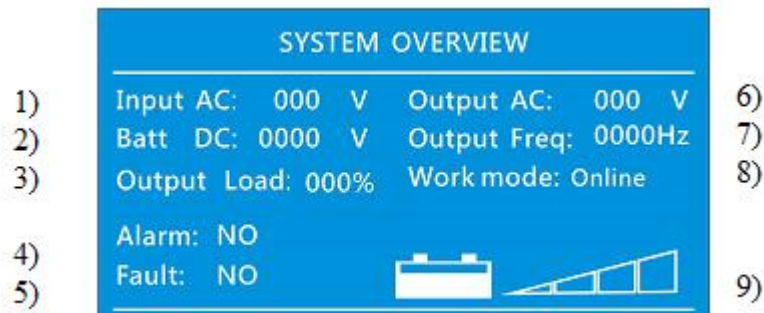 SYSTEM OVERVIEW
1) Input AC: 000 V Output AC: 000 V 6)
2) Batt DC: 0000 V Output Freq: 0000Hz 7)
3) Output Load: 000% Work mode: Online 8)
4) Alarm: NO
5) Fault: NO 9)